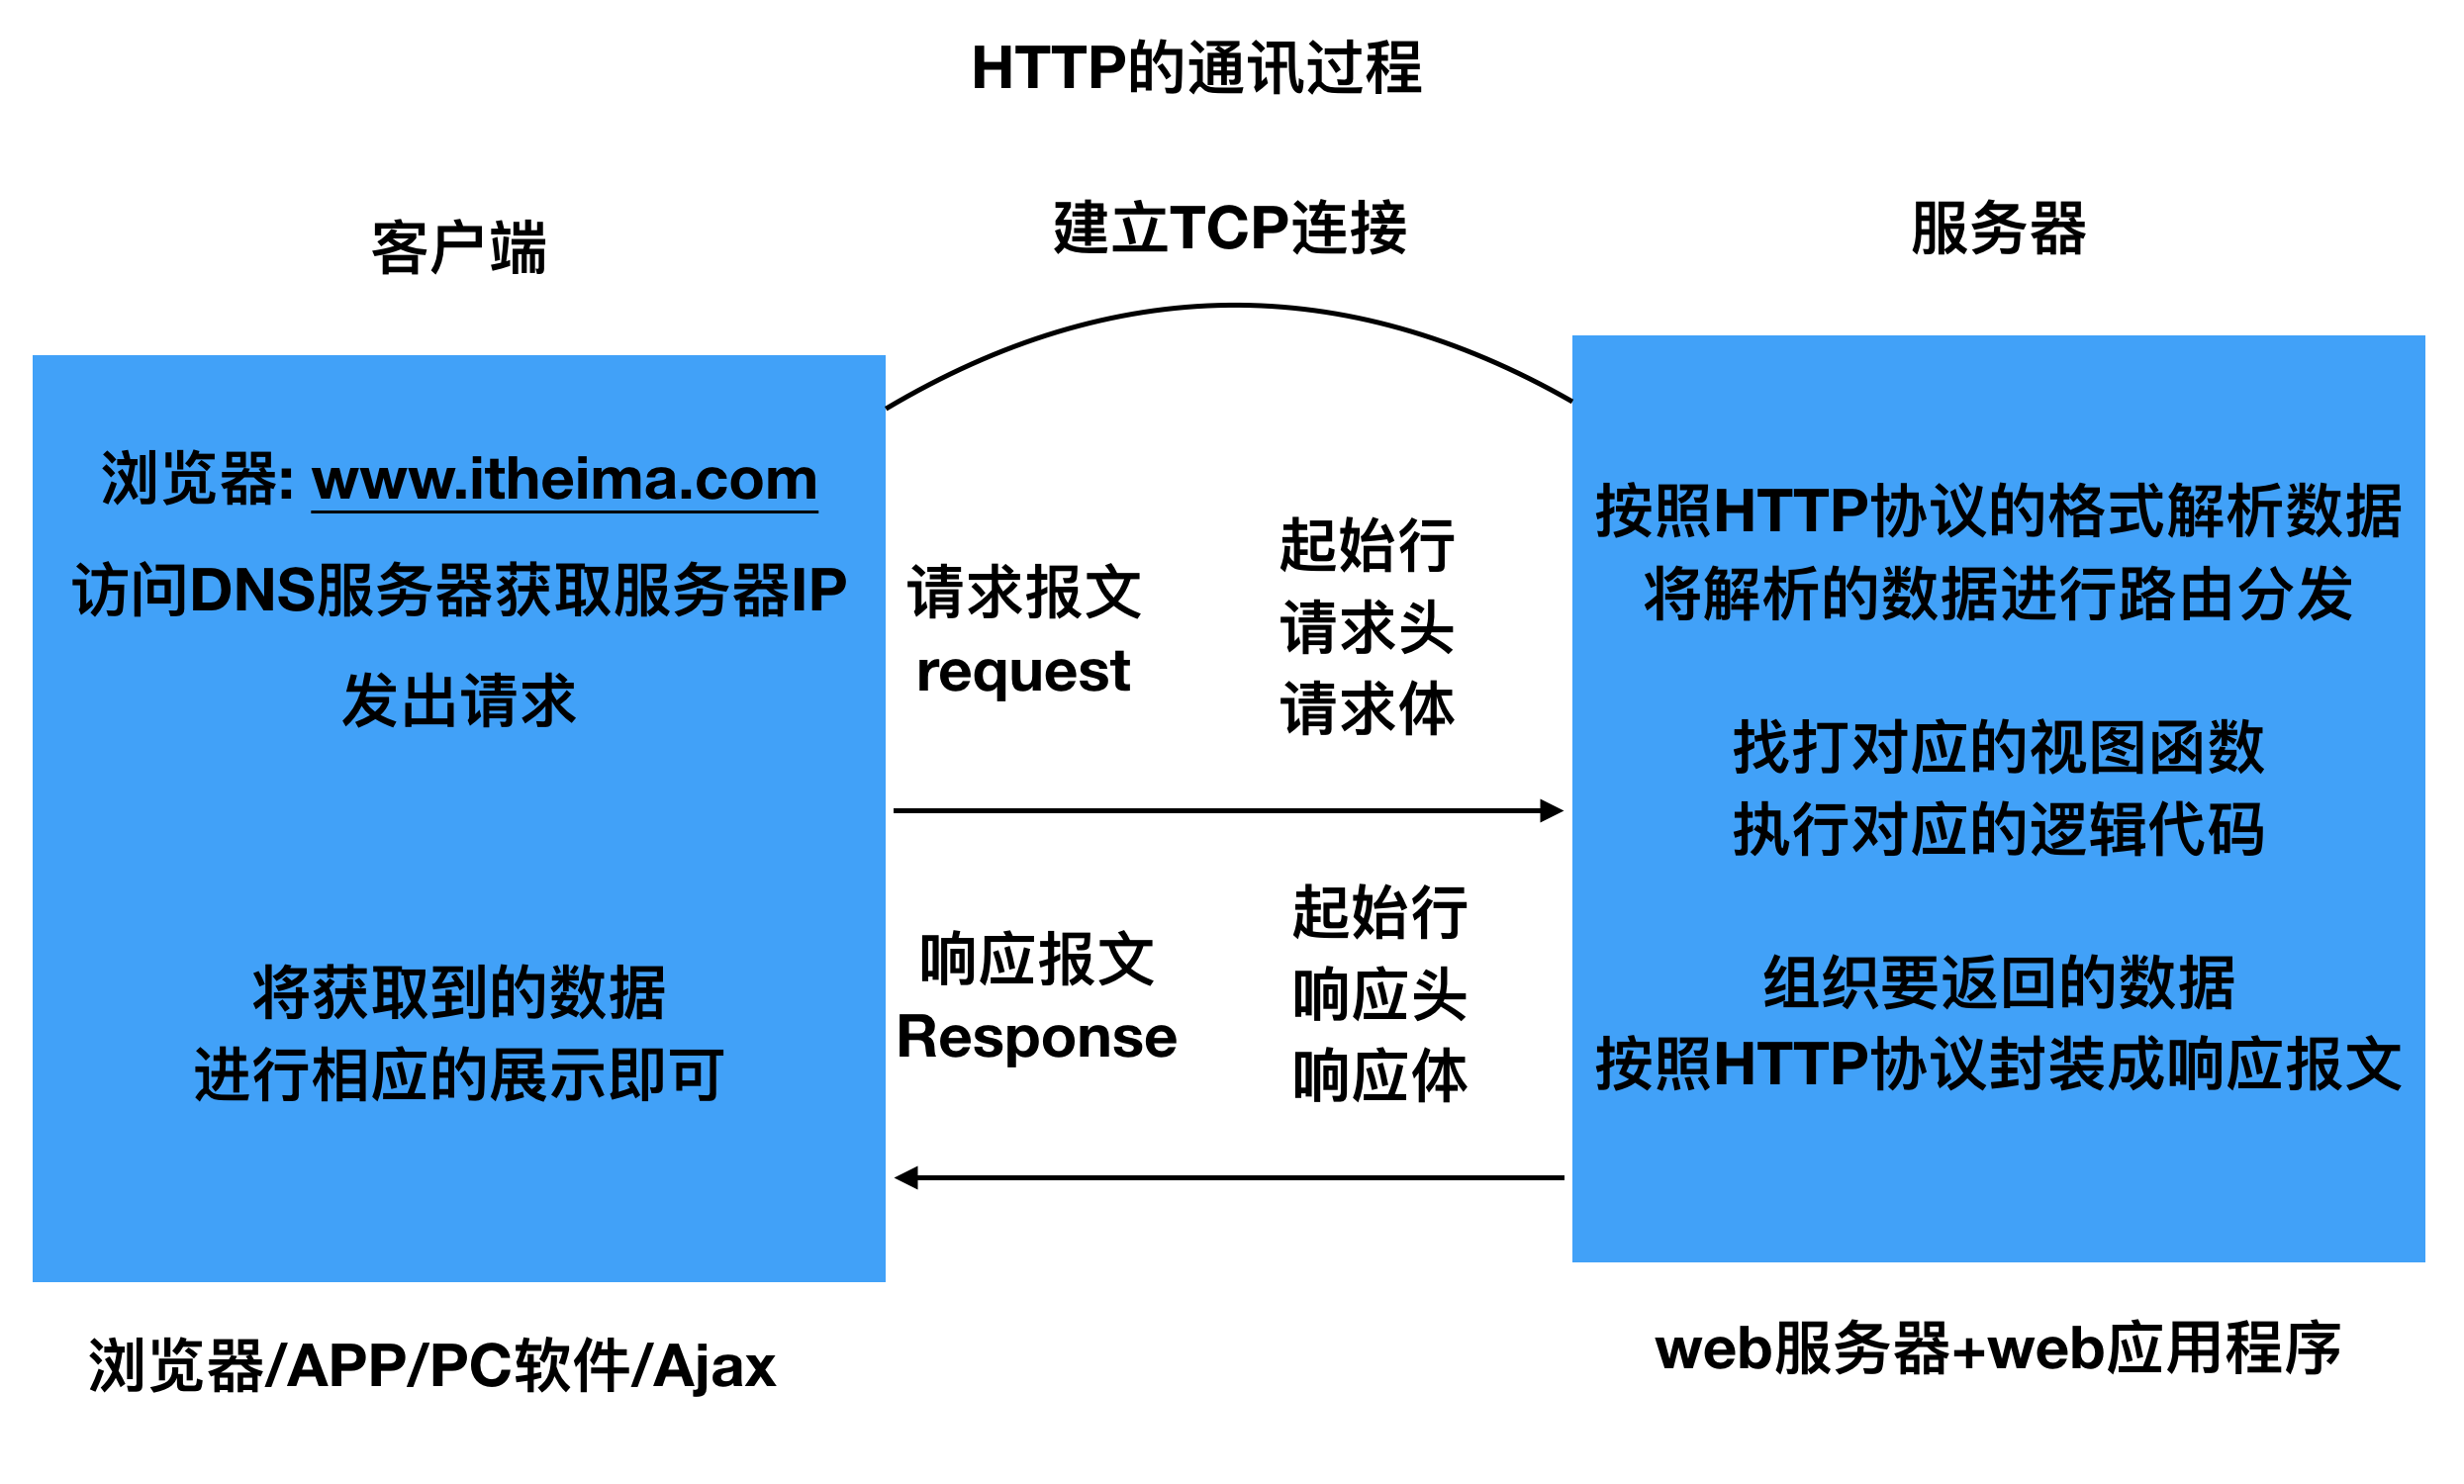 HTTP的通讯过程
客户端
建立TCP连接
服务器
浏览器: www.itheima.com
访问DNS服务器获取服务器IP
发出请求
将获取到的数据
进行相应的展示即可
浏览器/APP/PC软件/Ajax
请求报文
request
起始行
请求头
请求体
响应报文
Response
起始行
响应头
响应体
按照HTTP协议的格式解析数据
将解析的数据进行路由分发
找打对应的视图函数
执行对应的逻辑代码
组织要返回的数据
按照HTTP协议封装成响应报文
web服务器+web应用程序